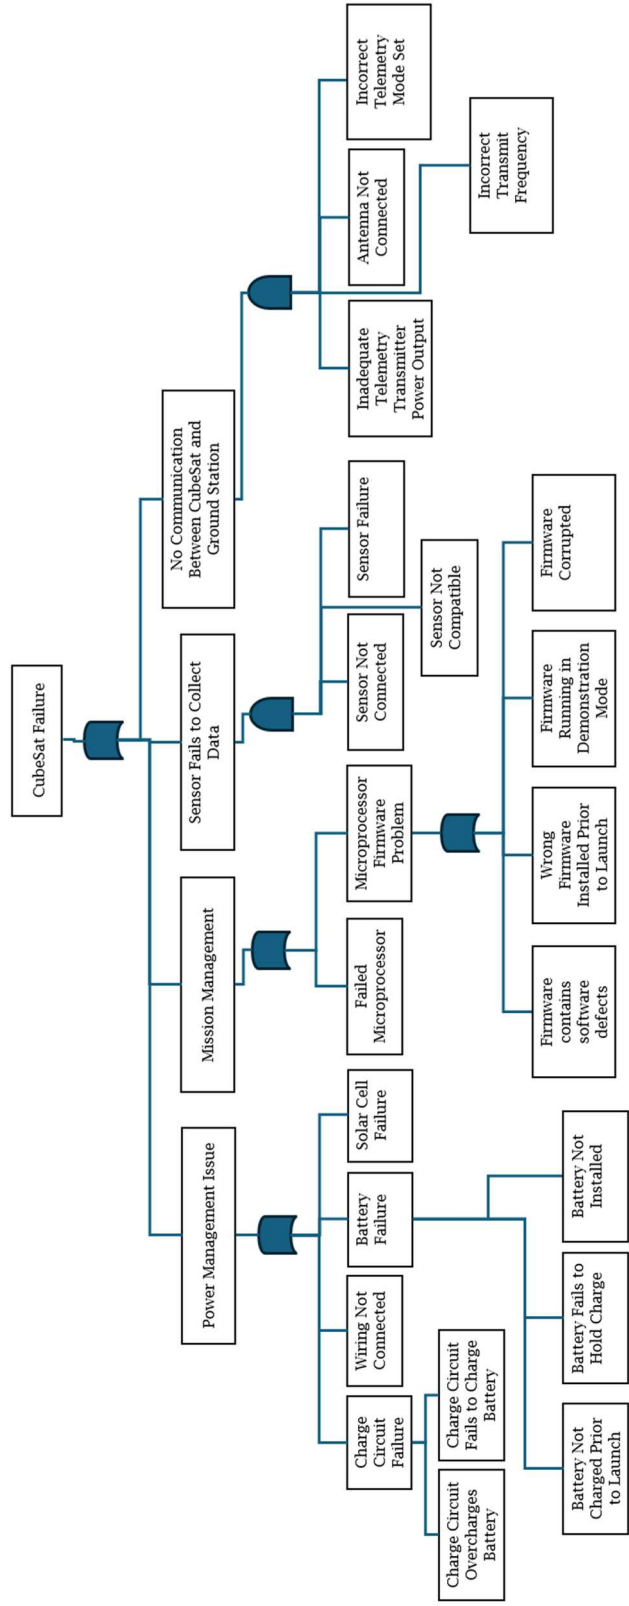 CubeSat Failure
Power Management Issue
Mission Management
Sensor Fails to Collect
Data
No Communication
Between CubeSat and
Ground Station
Charge
Circuit
Failure
Wiring Not
Connected
Battery
Failure
Solar Cell
Failure
Failed
Microprocessor
Microprocessor
Firmware
Problem
Sensor Not
Connected
Sensor Failure
Inadequate
Telemetry
Transmitter
Power Output
Antenna Not
Connected
Incorrect
Telemetry
Mode Set
Charge Circuit
Overcharges
Battery
Charge Circuit
Fails to Charge
Battery
Sensor Not
Compatible
Incorrect
Transmit
Frequency
Battery Not
Charged Prior
to Launch
Battery Fails to
Hold Charge
Battery Not
Installed
Firmware
contains
software
defects
Wrong
Firmware
Installed Prior
to Launch
Firmware
Running in
Demonstration
Mode
Firmware
Corrupted